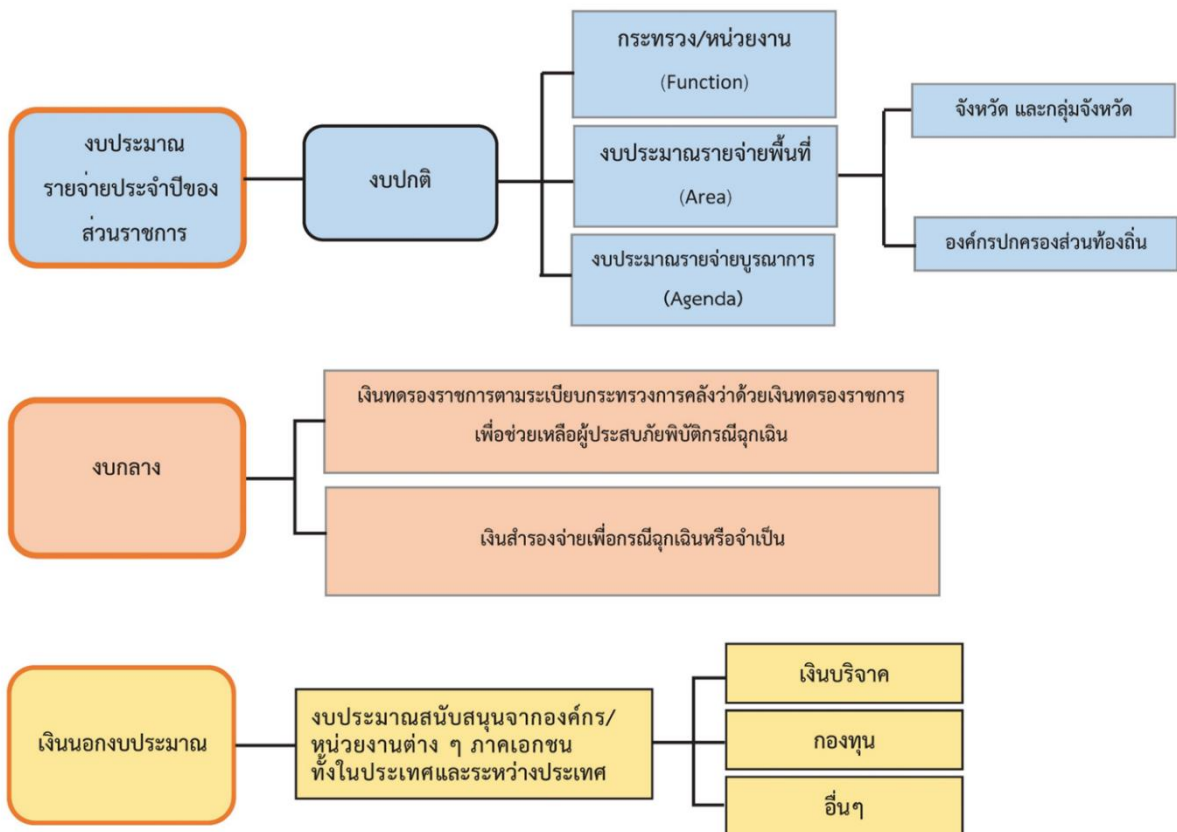 งบประมาณ
รายจ่ายประจำปีของ
ส่วนราชการ
งบปกติ
กระทรวง/หน่วยงาน
(Function)
งบประมาณรายจ่ายพื้นที่
(Area)
งบประมาณรายจ่ายบูรณาการ
(Agenda)
จังหวัด และกลุ่มจังหวัด
องค์กรปกครองส่วนท้องถิ่น
งบกลาง
เงินทดรองราชการตามระเบียบกระทรวงการคลังว่าด้วยเงินทดรองราชการ
เพื่อช่วยเหลือผู้ประสบภัยพิบัติกรณีฉุกเฉิน
เงินสำรองจ่ายเพื่อกรณีฉุกเฉินหรือจำเป็น
เงินนอกงบประมาณ
งบประมาณสนับสนุนจากองค์กร/
หน่วยงานต่าง ๆ ภาคเอกชน
ทั้งในประเทศและระหว่างประเทศ
เงินบริจาค
กองทุน
อื่นๆ